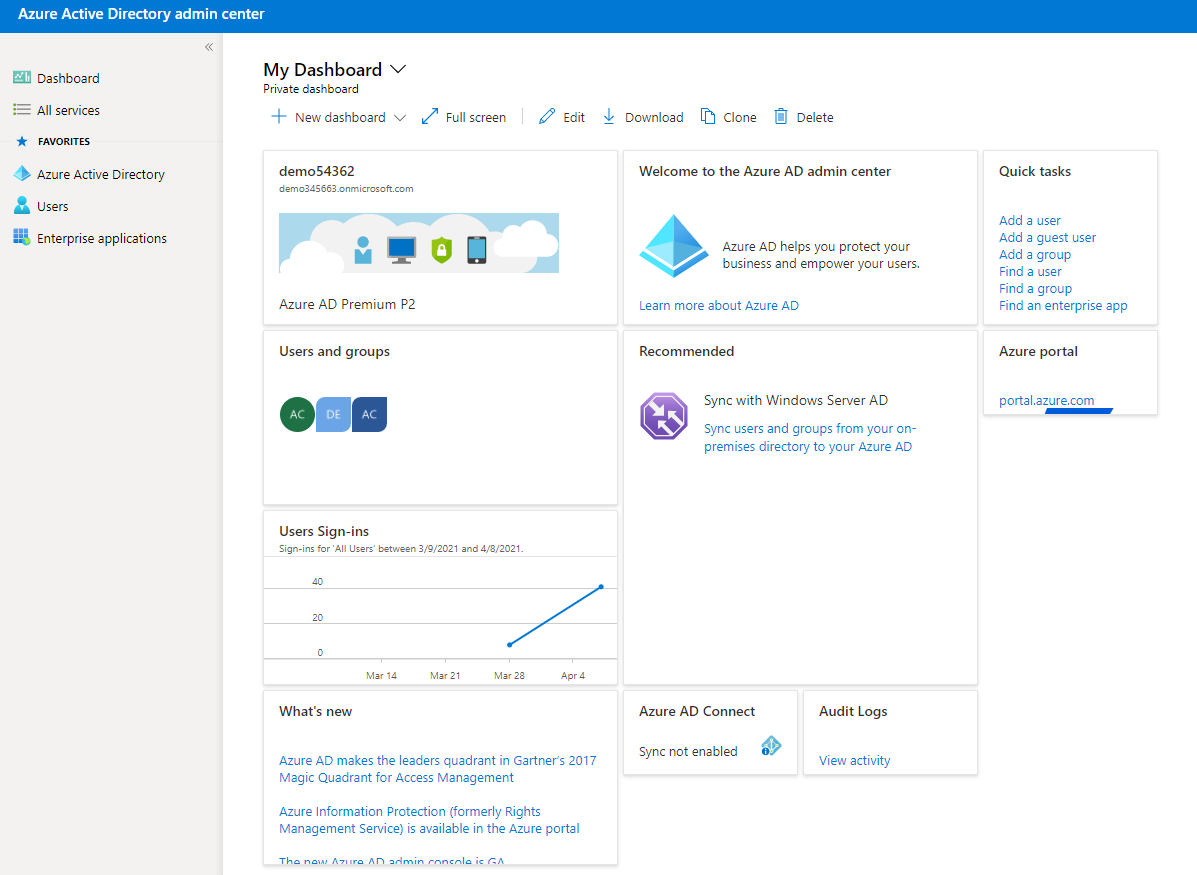 Azure Active Directory admin center
«
Dashboard
All services
FAVORITES
Azure Active Directory
Users
Enterprise applications
My Dashboard
Private dashboard
New dashboard
Full screen
Edit
Download
Clone
Delete
demo54362
demo345663.onmicrosoft.com
Azure AD Premium P2
Welcome to the Azure AD admin center
Azure AD helps you protect your
business and empower your users.
Learn more about Azure AD
Quick tasks
Add a user
Add a guest user
Add a group
Find a user
Find a group
Find an enterprise app
Users and groups
AC DE AC
Recommended
Sync with Windows Server AD
Sync users and groups from your on-
premises directory to your Azure AD
Azure portal
portal.azure.com
Users Sign-ins
Sign-ins for 'All Users' between 3/9/2021 and 4/8/2021.
40
20
0
Mar 14 Mar 21 Mar 28 Apr 4
What's new
Azure AD makes the leaders quadrant in Gartner's 2017
Magic Quadrant for Access Management
Azure Information Protection (formerly Rights
Management Service) is available in the Azure portal
The new Azure AD admin console is GA
Azure AD Connect
Sync not enabled
Audit Logs
View activity